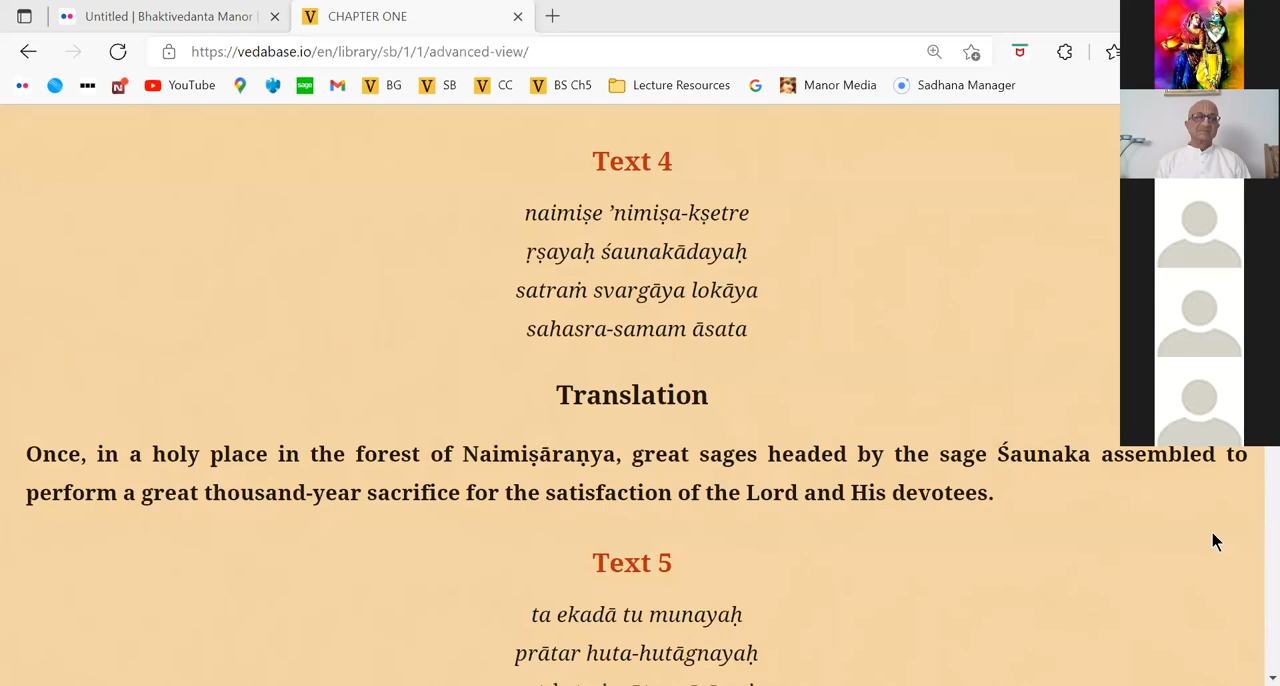 Untitled | Bhaktivedanta Manor | CHAPTER ONE
https://vedabase.io/en/library/sb/1/1/advanced-view/
YouTube sage BG SB CC BS Ch5 Lecture Resources Manor Media Sadhana Manager
Text 4
naimiṣe ’nimiṣa-kṣetre
ṛṣayaḥ śaunakādayaḥ
satraṁ svargāya lokāya
sahasra-samam āsata
Translation
Once, in a holy place in the forest of Naimiṣāraṇya, great sages headed by the sage Śaunaka assembled to
perform a great thousand-year sacrifice for the satisfaction of the Lord and His devotees.
Text 5
ta ekadā tu munayaḥ
prātar huta-hutāgnayaḥ